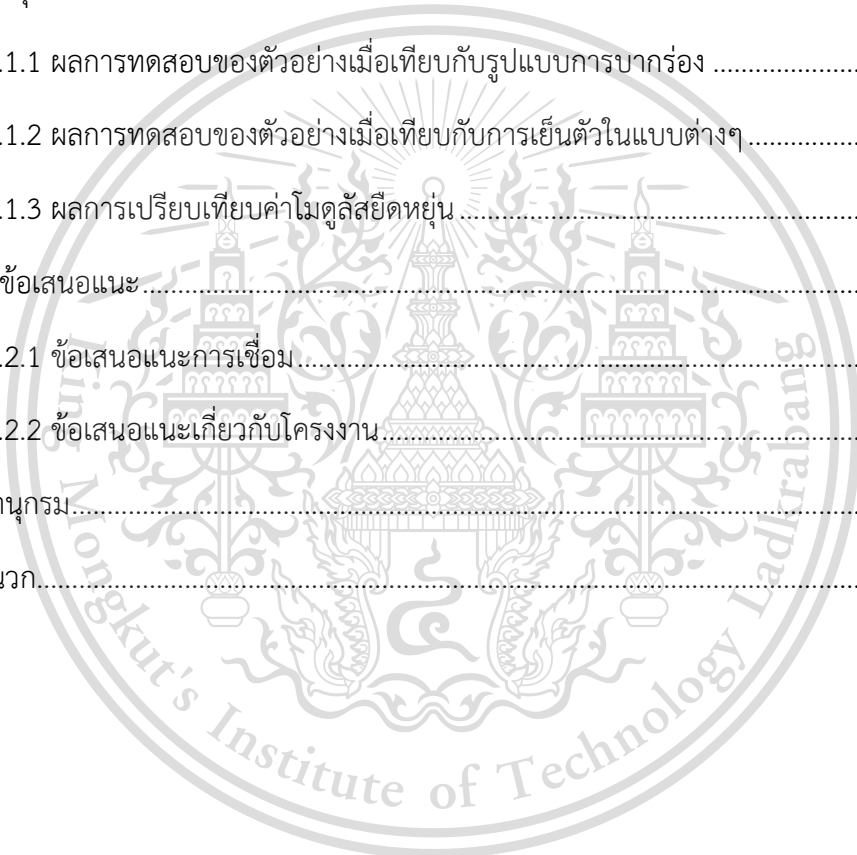 .1.1 ผลการทดสอบของตัวอย่างเมื่อเทียบกับรูปแบบการบากร่อง ........................
.1.2 ผลการทดสอบของตัวอย่างเมื่อเทียบกับการเย็นตัวในแบบต่างๆ ..................
.1.3 ผลการเปรียบเทียบค่าโมดูลัสยืดหยุ่น ..........................................................
ข้อเสนอแนะ ........................................................................................................
.2.1 ข้อเสนอแนะการเชื่อม ................................................................................
.2.2 ข้อเสนอแนะเกี่ยวกับโครงงาน ....................................................................
านุกรม ..................................................................................................................
นวก .......................................................................................................................
King Mongkut's Institute of Technology Ladkrabang